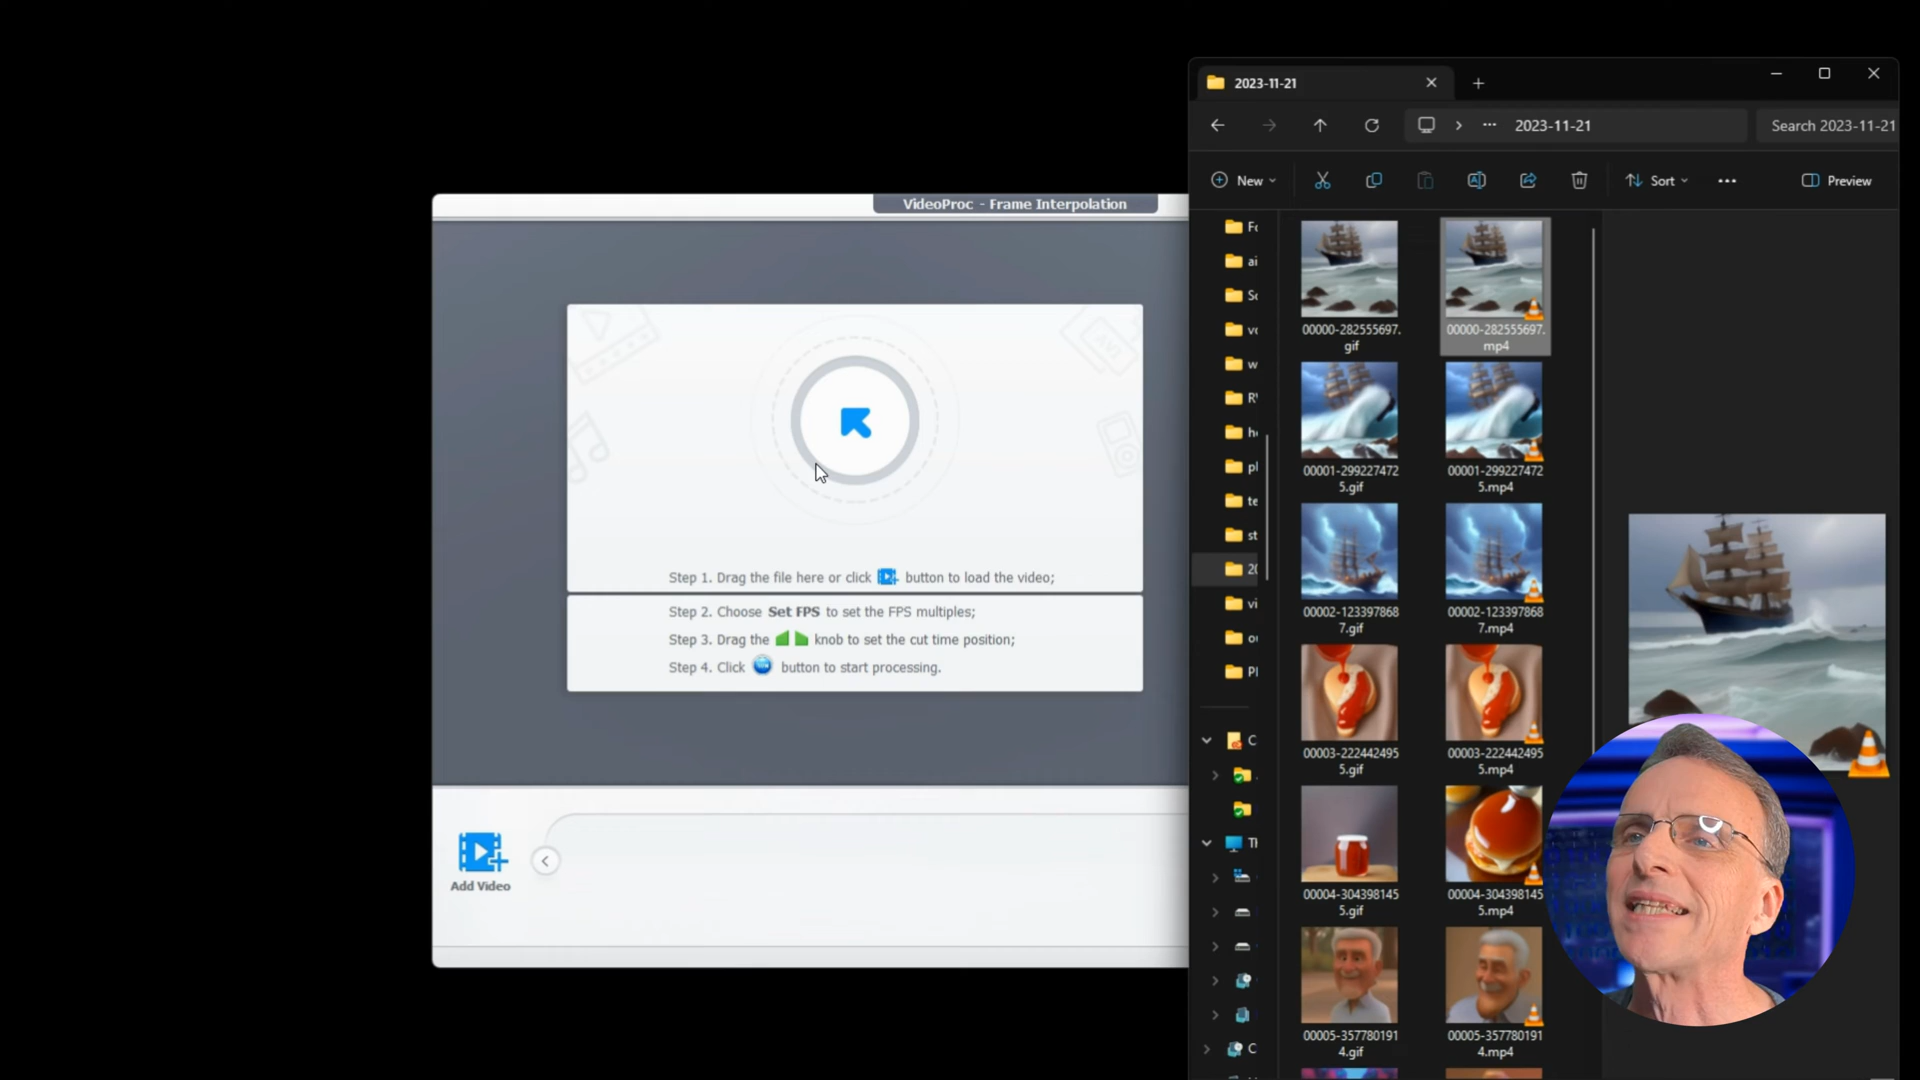 2023-11-21
2023-11-21
Search 2023-11-21
New
Sort
Preview
VideoProc - Frame Interpolation
Step 1. Drag the file here or click button to load the video;
Step 2. Choose Set FPS to set the FPS multiples;
Step 3. Drag the knob to set the cut time position;
Step 4. Click button to start processing.
Add Video
ai
w
vi
C
C
00000-282555697.
gif
00000-282555697.
mp4
00001-299227472
5.gif
00001-299227472
5.mp4
00002-123397868
7.gif
00002-123397868
7.mp4
00003-222442495
5.gif
00003-222442495
5.mp4
00004-304398145
5.gif
00004-304398145
5.mp4
00005-357780191
4.gif
00005-357780191
4.mp4